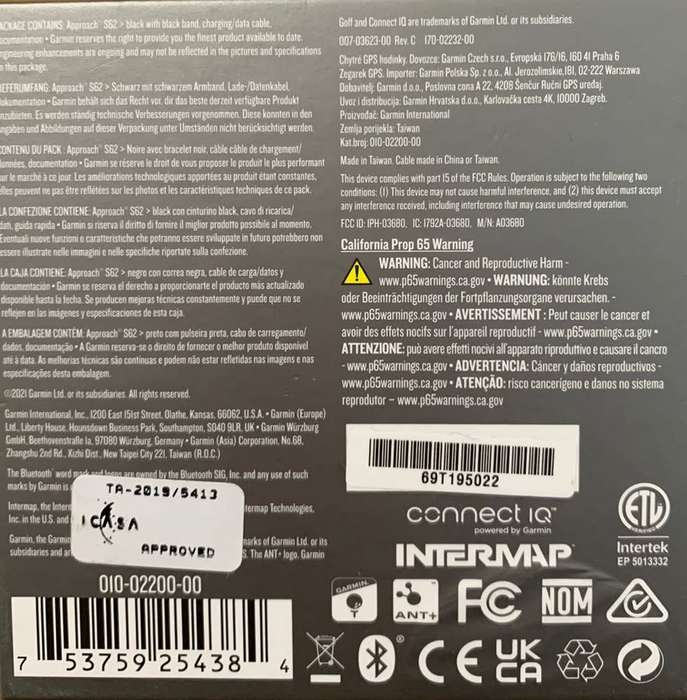 PACKAGE CONTAINS: Approach® S62 > black with black band, charging/data cable,
documentation • Garmin reserves the right to provide you the finest product available to date.
Engineering enhancements are ongoing and may not be reflected in the pictures and specifications
on this package.
LIEFERUMFANG: Approach® S62 > Schwarz mit schwarzem Armband, Lade-/Datenkabel,
Dokumentation • Garmin behält sich das Recht vor, dir das beste derzeit verfügbare Produkt
anzubieten. Es werden ständig technische Verbesserungen vorgenommen. Diese konnten in den
Angaben und Abbildungen auf dieser Verpackung unter Umständen nicht berücksichtigt werden.
CONTENU DU PACK : Approach® S62 > Noire avec bracelet noir, câble câble de chargement/
données, documentation • Garmin se réserve le droit de vous proposer le produit le plus performant
sur le marché à ce jour. Les améliorations technologiques apportées au produit étant constantes,
elles peuvent ne pas être reflétées sur les photos et les caractéristiques techniques de ce pack.
LA CONFEZIONE CONTIENE: Approach® S62 > black con cinturino black, cavo di ricarica/
dati, guida rapida • Garmin si riserva il diritto di fornire il miglior prodotto possibile al momento.
Eventuali nuove funzioni e caratteristiche che potranno essere sviluppate in futuro potrebbero non
essere illustrate nelle immagini e nelle specifiche riportate sulla confezione.
LA CAJA CONTIENE: Approach® S62 > negro con correa negra, cable de carga/datos y
documentación • Garmin se reserva el derecho a proporcionarte el producto más actualizado
disponible hasta la fecha. Se producen mejoras técnicas constantemente y puede que no se
reflejen en las imágenes y especificaciones de esta caja.
A EMBALAGEM CONTÉM: Approach® S62 > preto com pulseira preta, cabo de carregamento/
dados, documentação • A Garmin reserva-se o direito de fornecer o melhor produto disponível
até à data. As melhorias técnicas são contínuas e podem não estar refletidas nas imagens e nas
especificações desta embalagem.
©2021 Garmin Ltd. or its subsidiaries. All rights reserved.
Garmin International, Inc., 1200 East 151st Street, Olathe, Kansas, 66062, U.S.A. • Garmin (Europe)
Ltd., Liberty House, Hounsdown Business Park, Southampton, SO40 9LR, UK • Garmin Würzburg
GmbH, Beethovenstraße 1a, 97080 Würzburg, Germany • Garmin (Asia) Corporation, No.68,
Zhangshu 2nd Rd., Xizhi Dist., New Taipei City 221, Taiwan (R.O.C.)
The Bluetooth® word mark and logos are owned by the Bluetooth SIG, Inc. and any use of such
marks by Garmin is
Intermap, the Interm
termap Technologies,
Inc. in the U.S. and
Garmin, the Garmin
marks of Garmin Ltd. or its
subsidiaries and ar
S. The ANT+ logo, Garmin
TA-2019/5413
ICASA
APPROVED
010-02200-00
7 53759 25438 4
Golf and Connect IQ are trademarks of Garmin Ltd. or its subsidiaries.
007-03623-00 Rev. C 170-02232-00
Chytré GPS hodinky. Dovozce: Garmin Czech s.r.o., Evropská 176/16, 160 41 Praha 6
Zegarek GPS. Importer: Garmin Polska Sp. z o.o., Al. Jerozolimskie,181, 02-222 Warszawa
Dobavitelj: Garmin d.o.o., Poslovna cona A 22, 4208 Šenčur Ručni GPS uređaj.
Uvoz i distribucija: Garmin Hrvatska d.o.o., Karlovačka cesta 4K, 10000 Zagreb.
Proizvođač: Garmin International
Zemlja porijekla: Taiwan
Kat.broj: 010-02200-00
Made in Taiwan. Cable made in China or Taiwan.
This device complies with part 15 of the FCC Rules. Operation is subject to the following two
conditions: (1) This device may not cause harmful interference, and (2) this device must accept
any interference received, including interference that may cause undesired operation.
FCC ID: IPH-03680, IC: 1792A-03680, M/N: A03680
California Prop 65 Warning
WARNING: Cancer and Reproductive Harm -
www.p65warnings.ca.gov • WARNUNG: könnte Krebs
oder Beeinträchtigungen der Fortpflanzungsorgane verursachen. -
www.p65warnings.ca.gov • AVERTISSEMENT : Peut causer le cancer et
avoir des effets nocifs sur l'appareil reproductif - www.p65warnings.ca.gov •
ATTENZIONE: può avere effetti nocivi all'apparato riproduttivo e causare il cancro
- www.p65warnings.ca.gov • ADVERTENCIA: Cáncer y daños reproductivos -
www.p65warnings.ca.gov • ATENÇÃO: risco cancerígeno e danos no sistema
reprodutor – www.p65warnings.ca.gov
69T195022
connect IQ™
powered by Garmin
INTERMAP®
ETL
Intertek
EP 5013332
GARMIN
T
ANT+
FC
NOM
CE
UK
CA